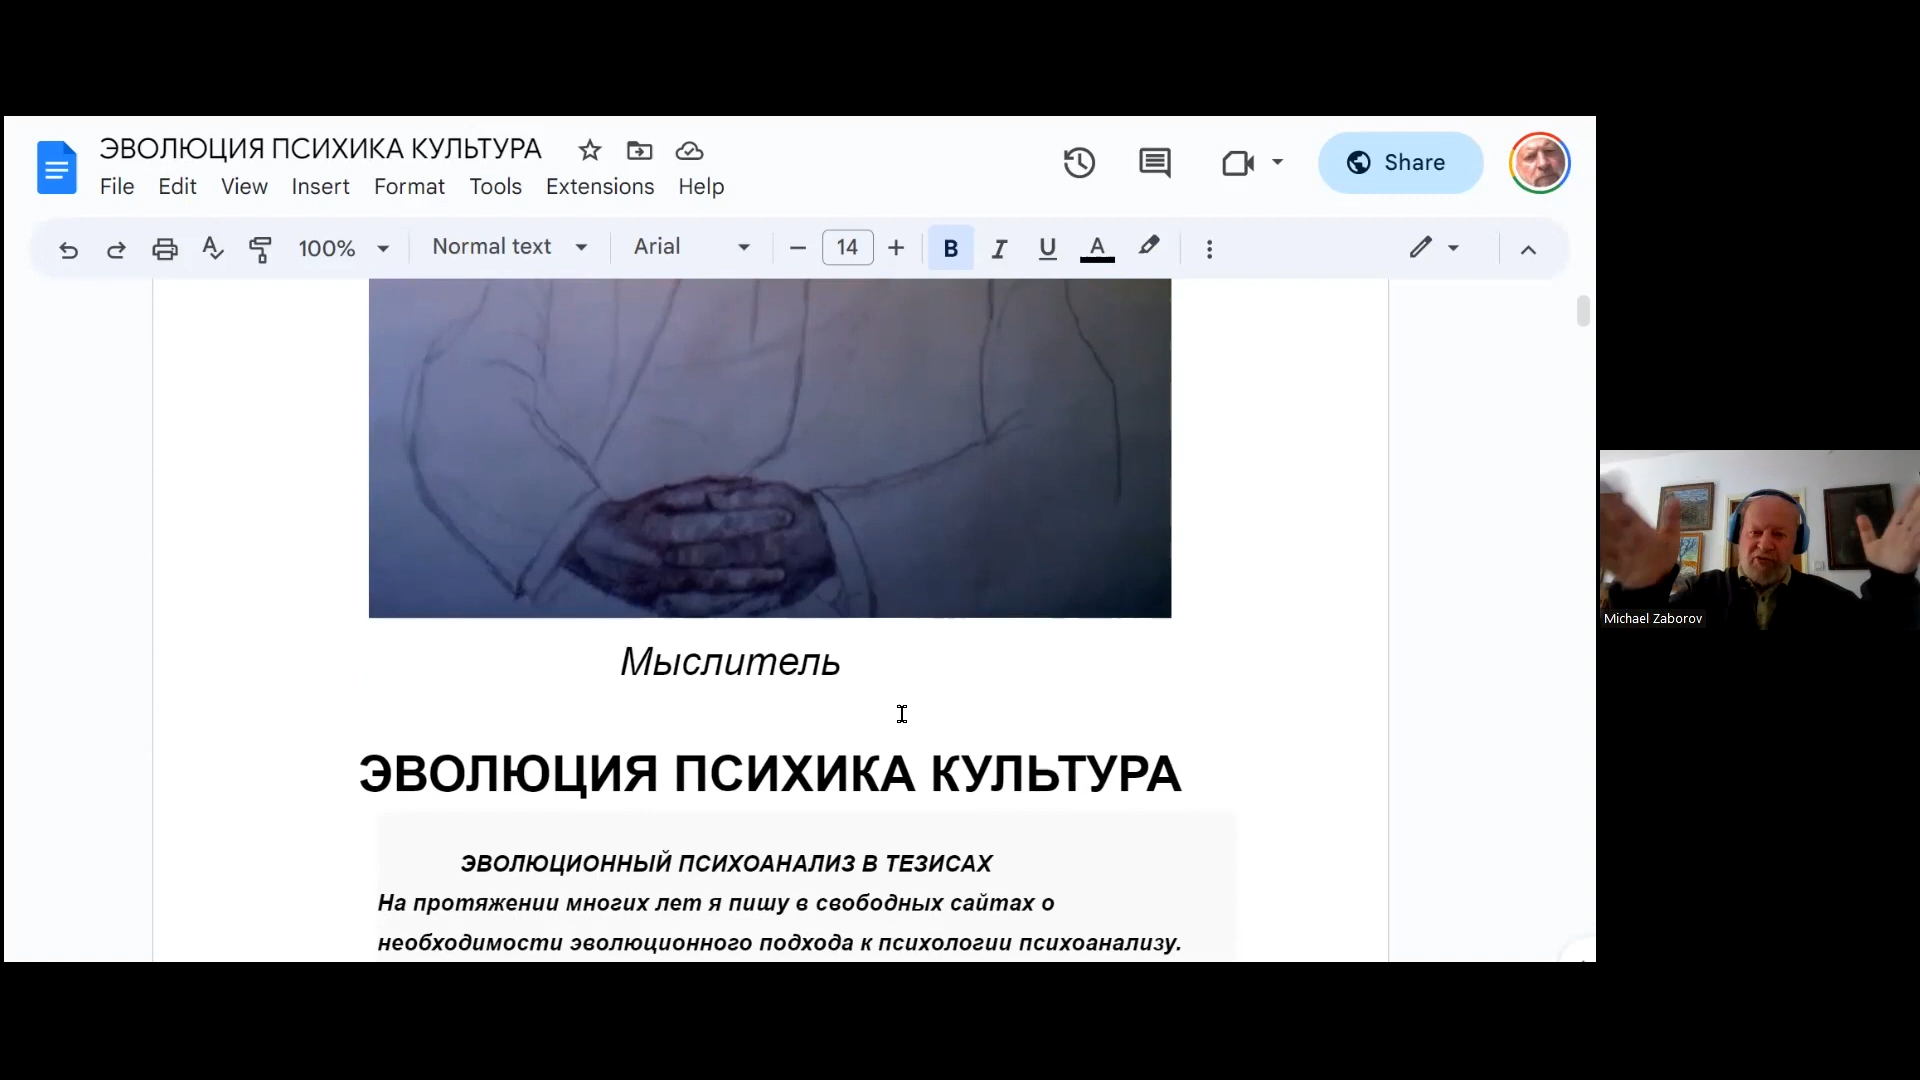 ЭВОЛЮЦИЯ ПСИХИКА КУЛЬТУРА
File Edit View Insert Format Tools Extensions Help
Share
100% Normal text Arial 14 B I U A
Мыслитель
ЭВОЛЮЦИЯ ПСИХИКА КУЛЬТУРА
ЭВОЛЮЦИОННЫЙ ПСИХОАНАЛИЗ В ТЕЗИСАХ
На протяжении многих лет я пишу в свободных сайтах о
необходимости эволюционного подхода к психологии психоанализу.
Michael Zaborov